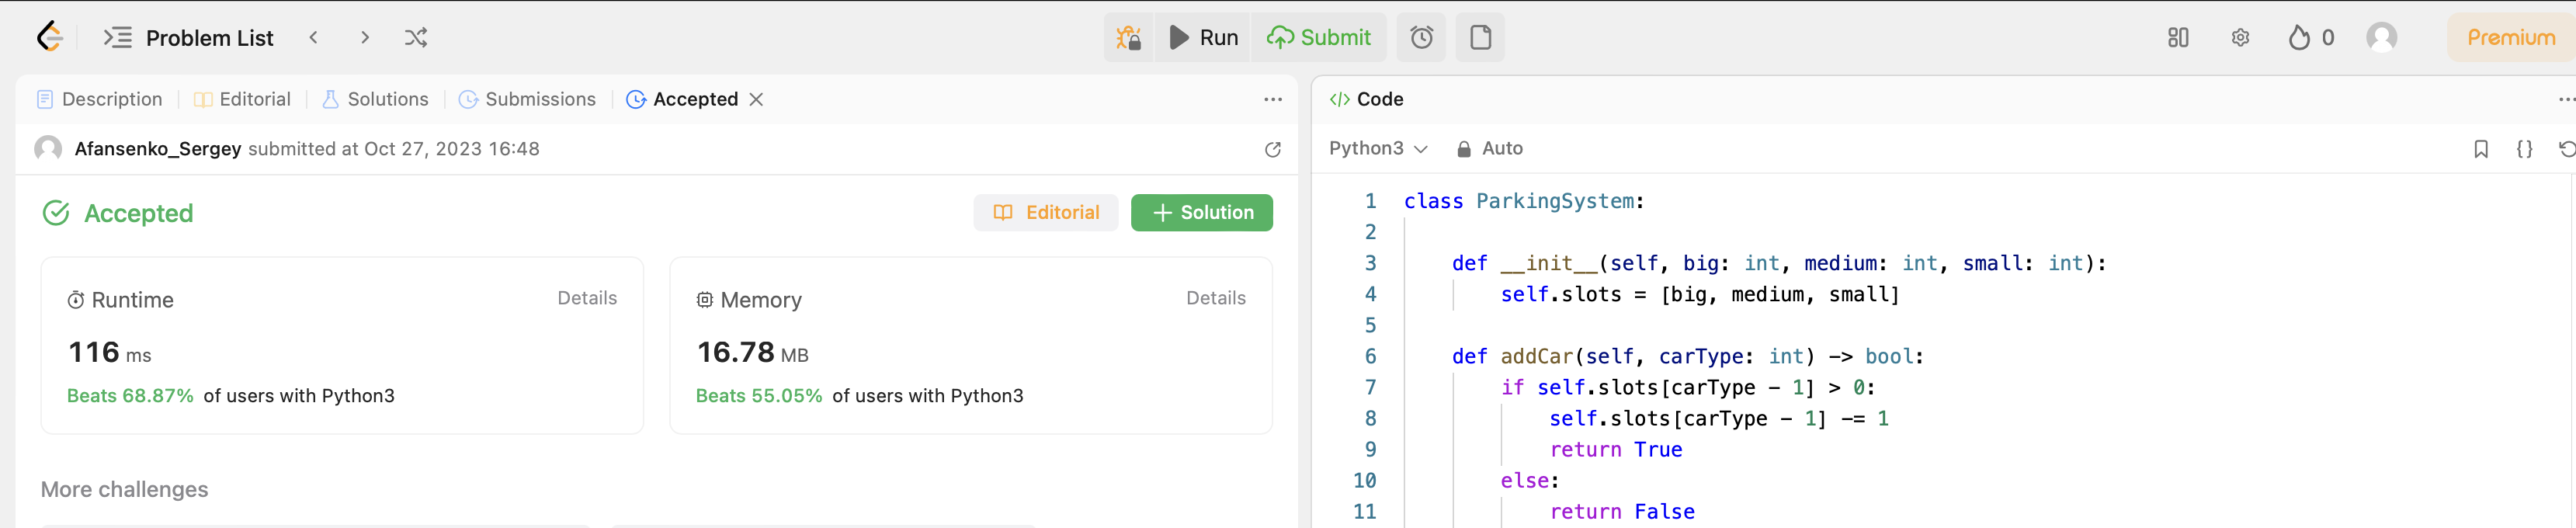 Problem List
Run
Submit
0
Premium
Description
Editorial
Solutions
Submissions
Accepted
Afansenko_Sergey submitted at Oct 27, 2023 16:48
Accepted
Editorial
+ Solution
Runtime
Details
116 ms
Beats 68.87% of users with Python3
Memory
Details
16.78 MB
Beats 55.05% of users with Python3
More challenges
</> Code
Python3
Auto
{}
1 class ParkingSystem:
2
3     def __init__(self, big: int, medium: int, small: int):
4         self.slots = [big, medium, small]
5
6     def addCar(self, carType: int) -> bool:
7         if self.slots[carType - 1] > 0:
8             self.slots[carType - 1] -= 1
9             return True
10         else:
11             return False